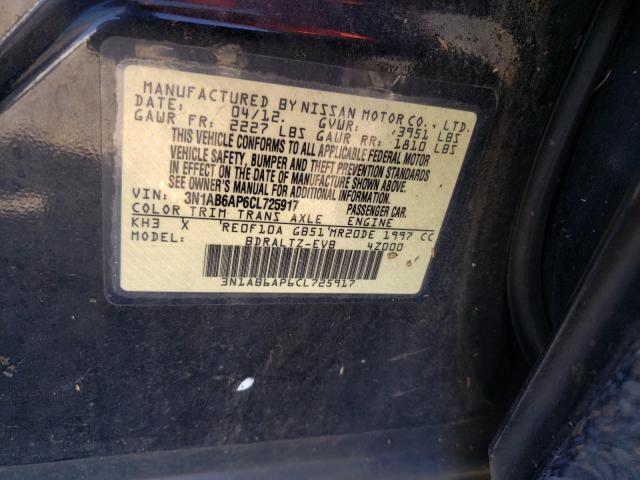 MANUFACTURED BY NISSAN MOTOR CO., LTD.
DATE: 04/12. GVWR: 3951 LBS
GAWR FR: 2227 LBS GAWR RR: 1810 LBS
THIS VEHICLE CONFORMS TO ALL APPLICABLE FEDERAL MOTOR
VEHICLE SAFETY, BUMPER AND THEFT PREVENTION STANDARDS
IN EFFECT ON THE DATE OF MANUFACTURE SHOWN ABOVE.
SEE OWNER'S MANUAL FOR ADDITIONAL INFORMATION.
VIN: 3N1AB6AP6CL725917 PASSENGER CAR.
COLOR TRIM TRANS AXLE ENGINE
KH3 X RE0F10A GB51 MR20DE 1997 CC
MODEL: BDRALTZ-EVB 4Z000
3N1AB6AP6CL725917